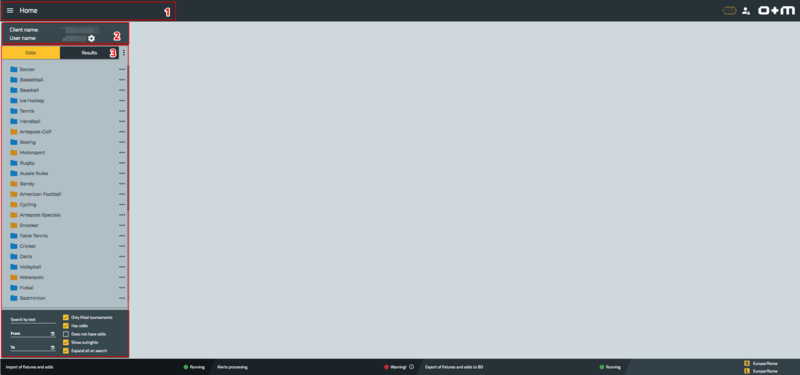 Home
1
o+m
Client name:
User name:
2
Odds
Results
3
Soccer
Basketball
Baseball
Ice Hockey
Tennis
Handball
Antepost-Golf
Boxing
Motorsport
Rugby
Aussie Rules
Bandy
American Football
Cycling
Antepost-Specials
Snooker
Table Tennis
Cricket
Darts
Volleyball
Waterpolo
Futsal
Badminton
Search by text
From
To
Only filled tournaments
Has odds
Does not have odds
Show outrights
Expand all on search
Import of fixtures and odds
Running
Alerts processing
Warning!
Export of fixtures and odds to BO
Running
S Europe/Rome
L Europe/Rome